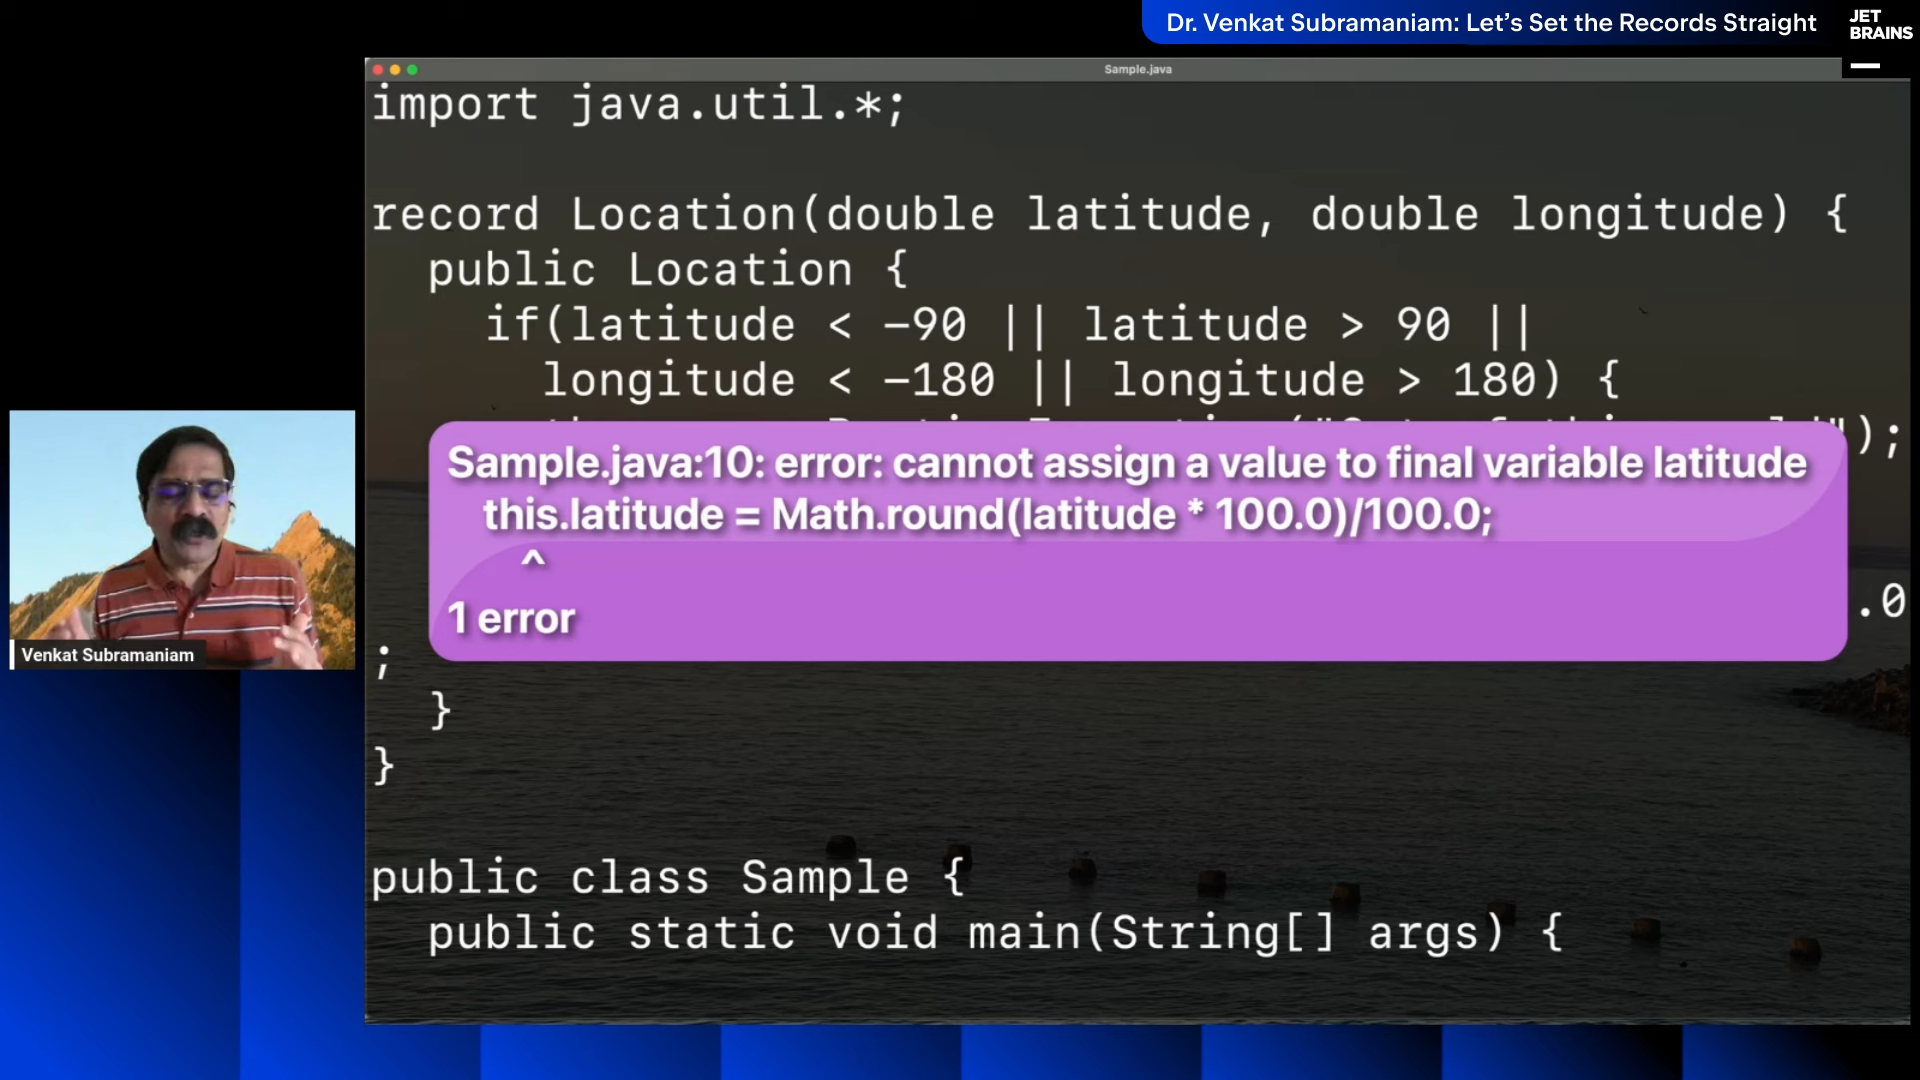 Dr. Venkat Subramaniam: Let’s Set the Records Straight
JET
BRAINS
Sample.java
import java.util.*;
record Location(double latitude, double longitude) {
public Location {
if(latitude < -90 || latitude > 90 ||
longitude < -180 || longitude > 180) {
");
Sample.java:10: error: cannot assign a value to final variable latitude
this.latitude = Math.round(latitude * 100.0)/100.0;
^
1 error
.0
;
}
}
public class Sample {
public static void main(String[] args) {
Venkat Subramaniam